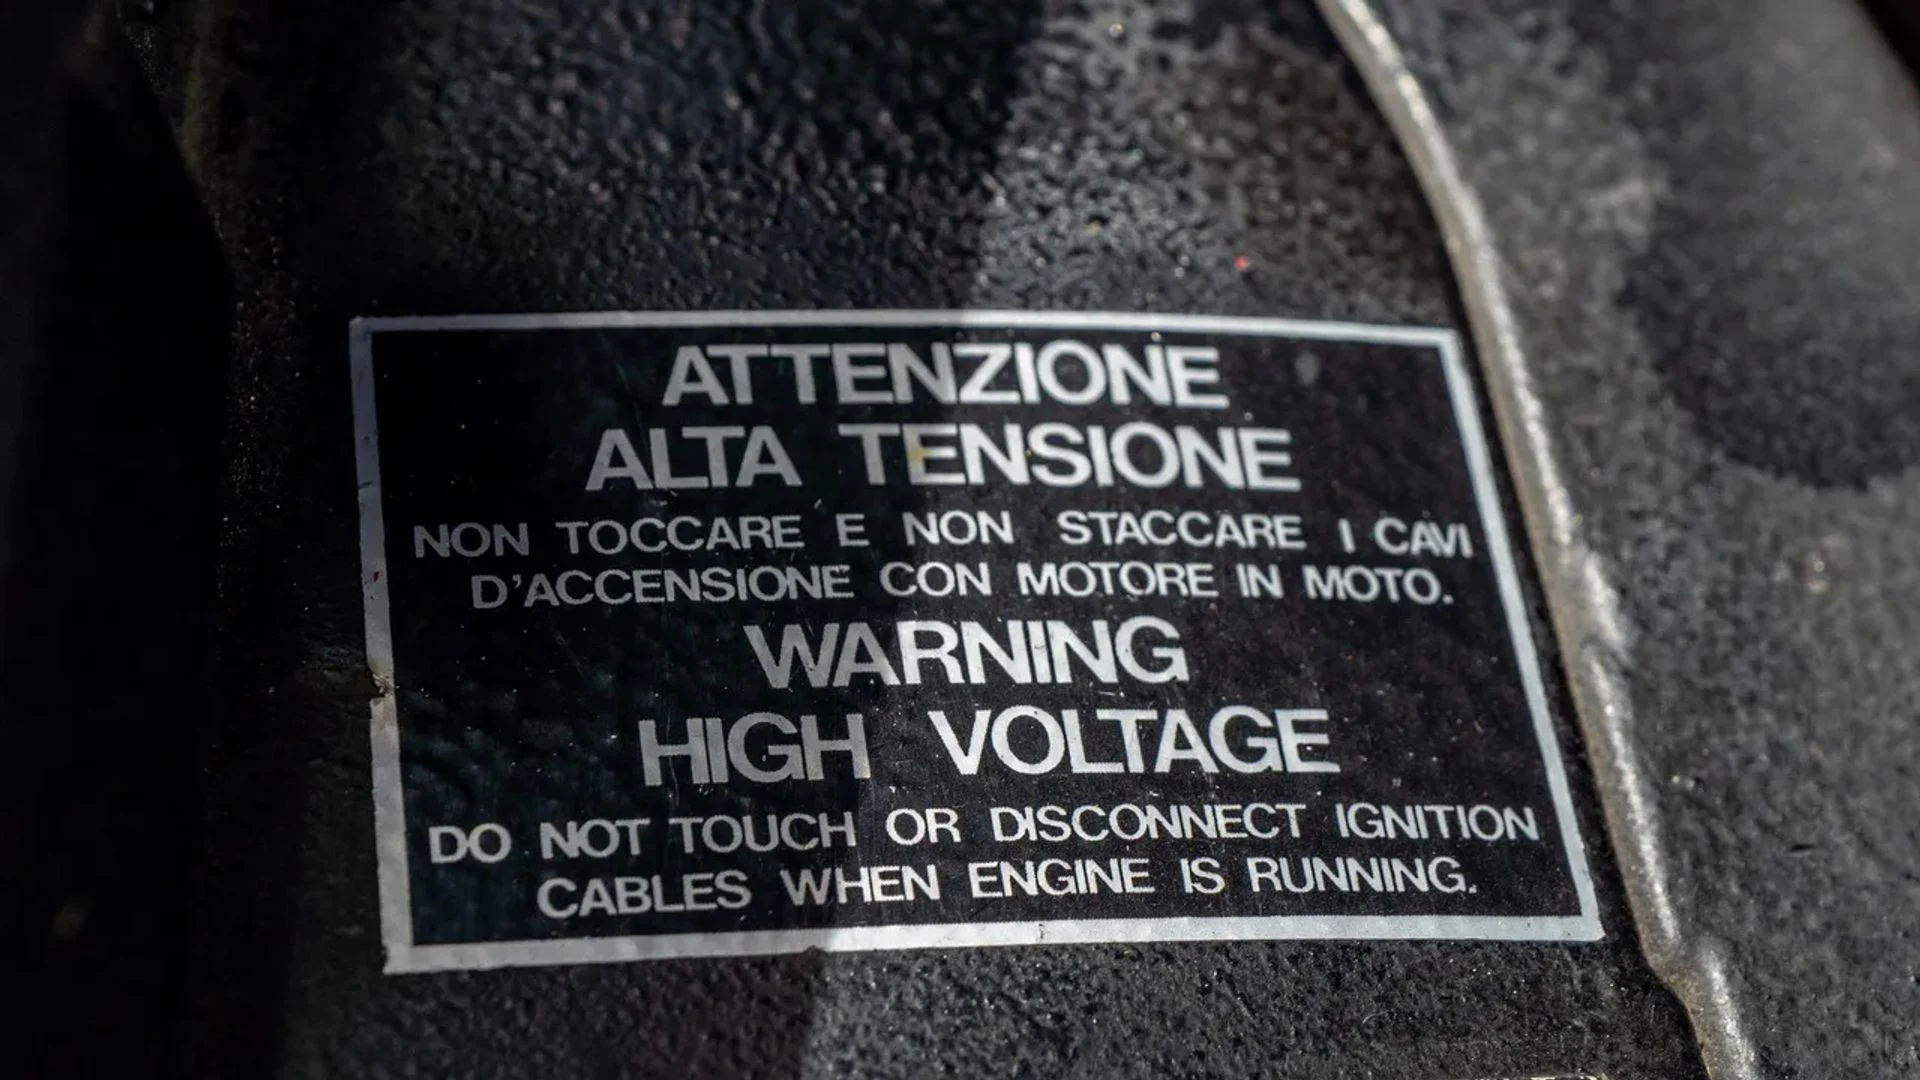 ATTENZIONE
ALTA TENSIONE
NON TOCCARE E NON STACCARE I CAVI
D'ACCENSIONE CON MOTORE IN MOTO.
WARNING
HIGH VOLTAGE
DO NOT TOUCH OR DISCONNECT IGNITION
CABLES WHEN ENGINE IS RUNNING.